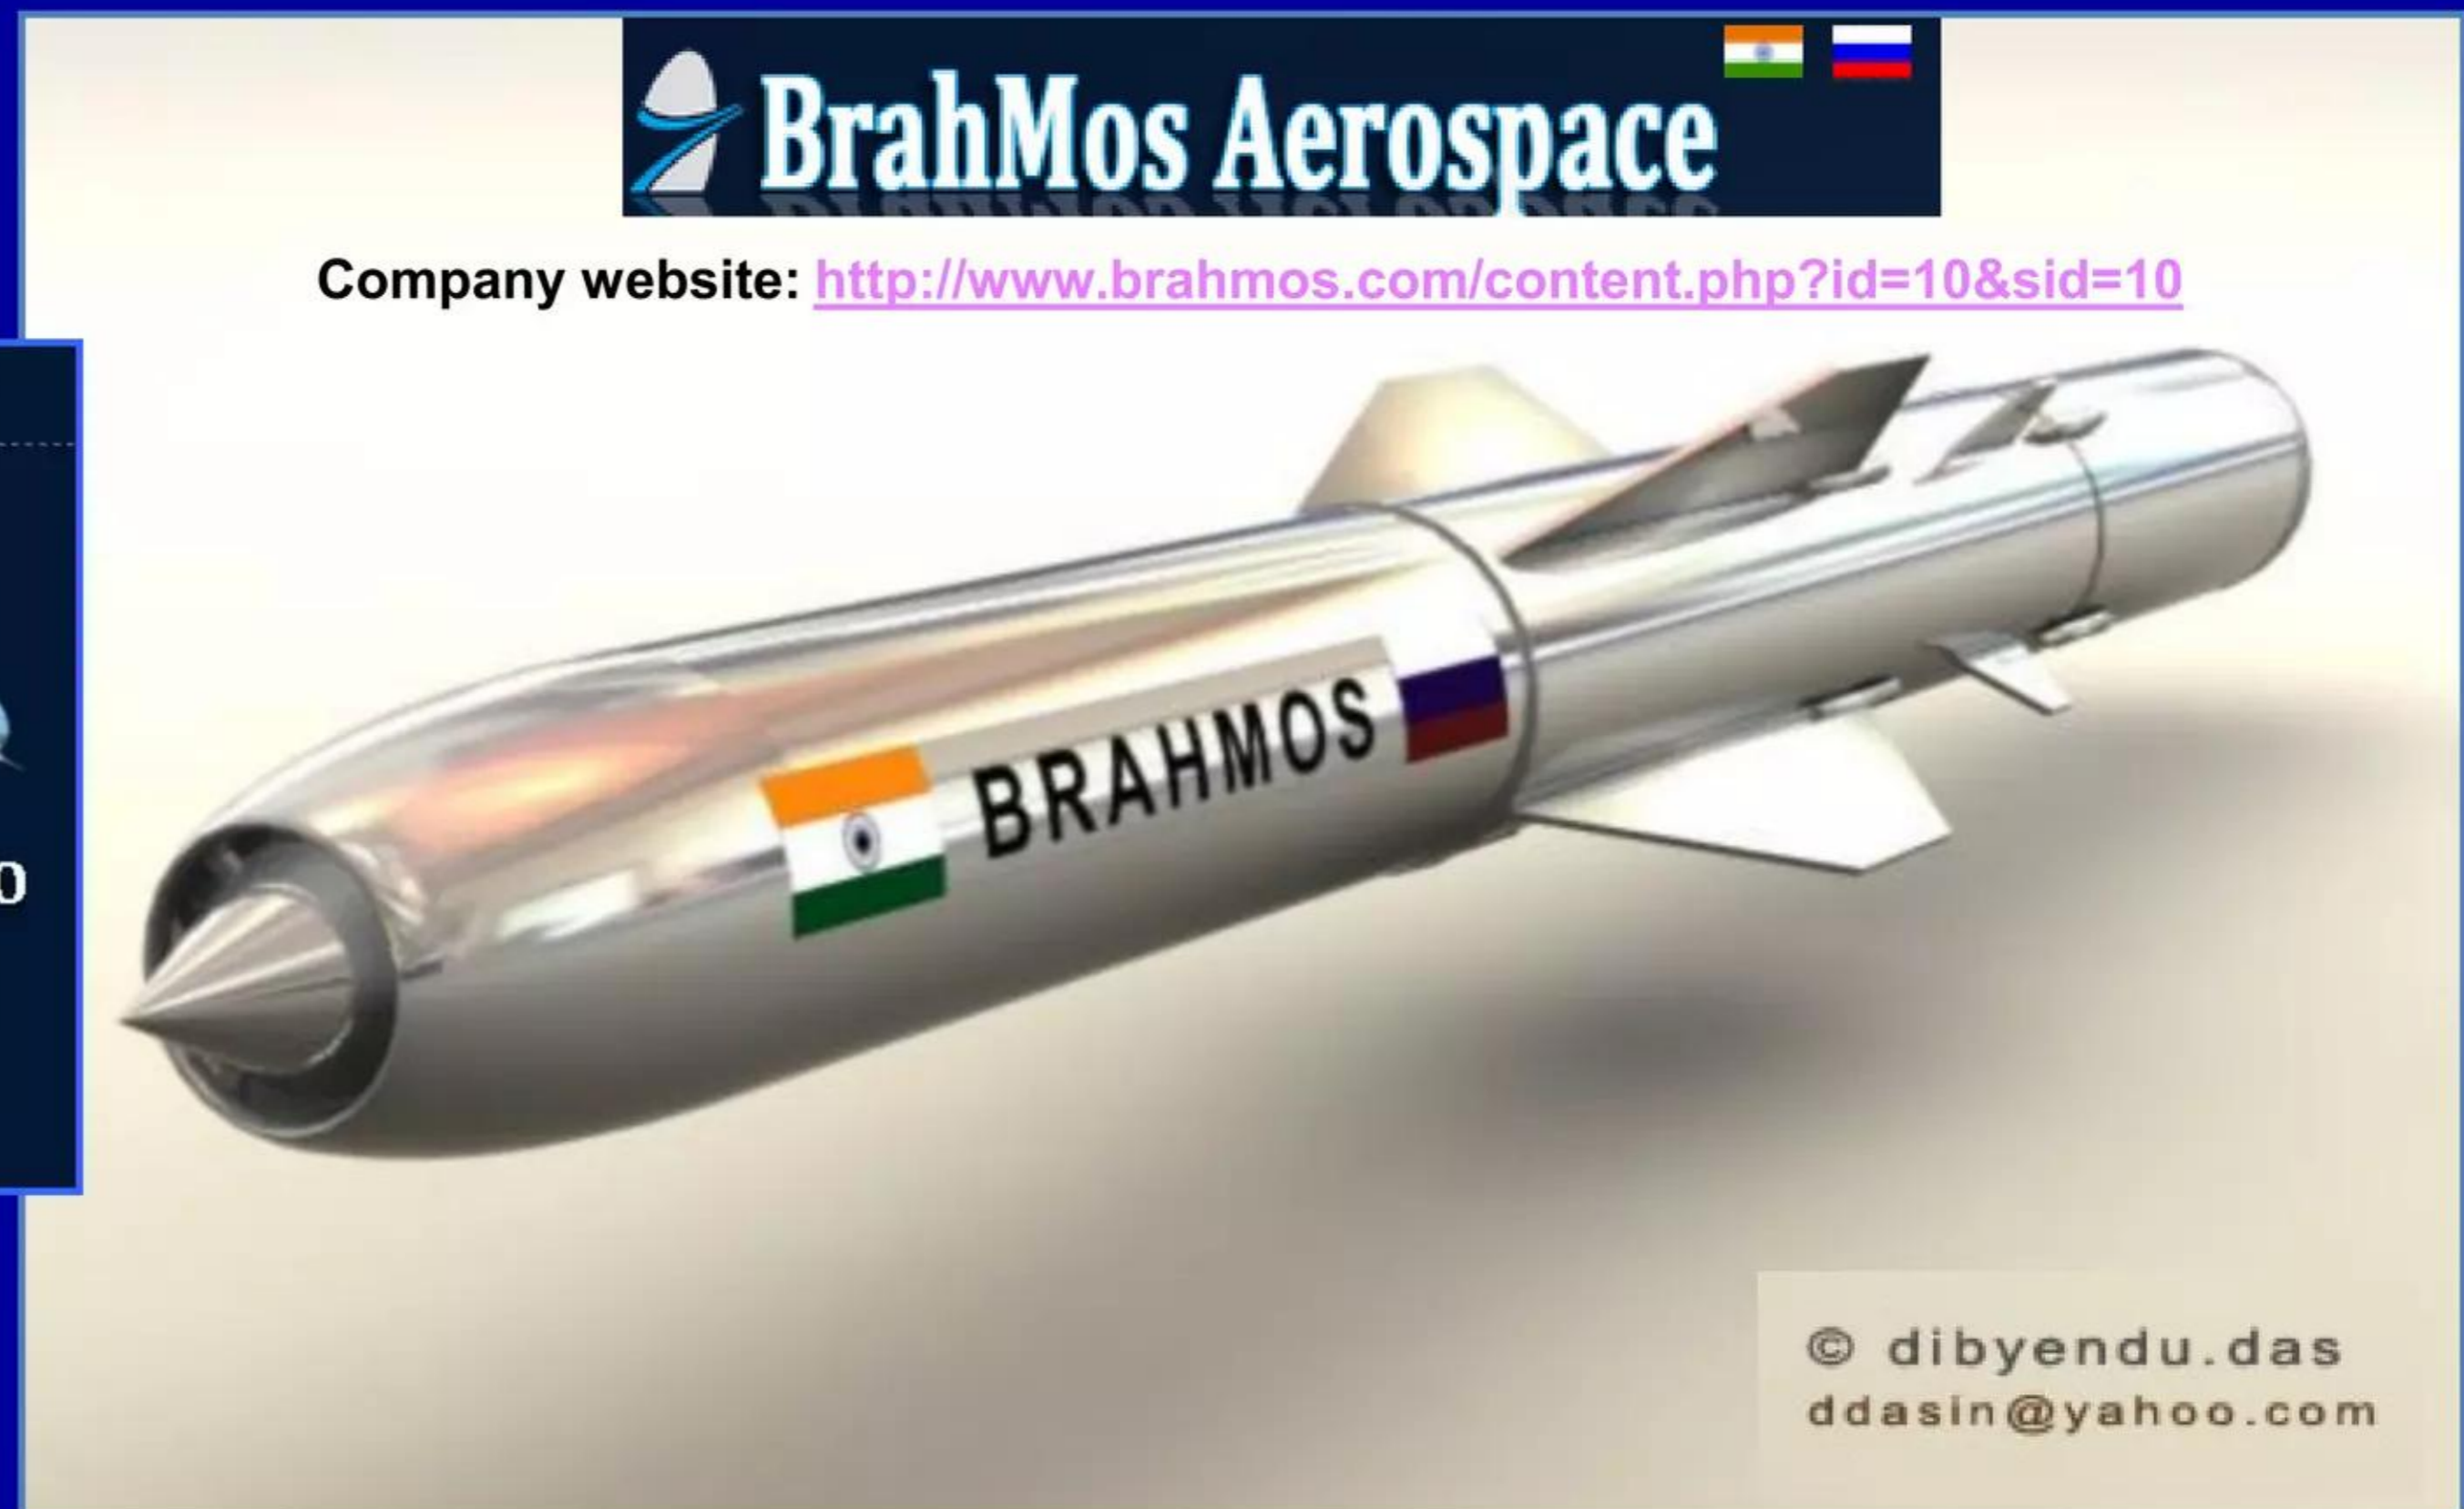 BrahMos Aerospace
Company website: http://www.brahmos.com/content.php?id=10&sid=10
BRAHMOS
0
© dibyendu.das
ddasin@yahoo.com